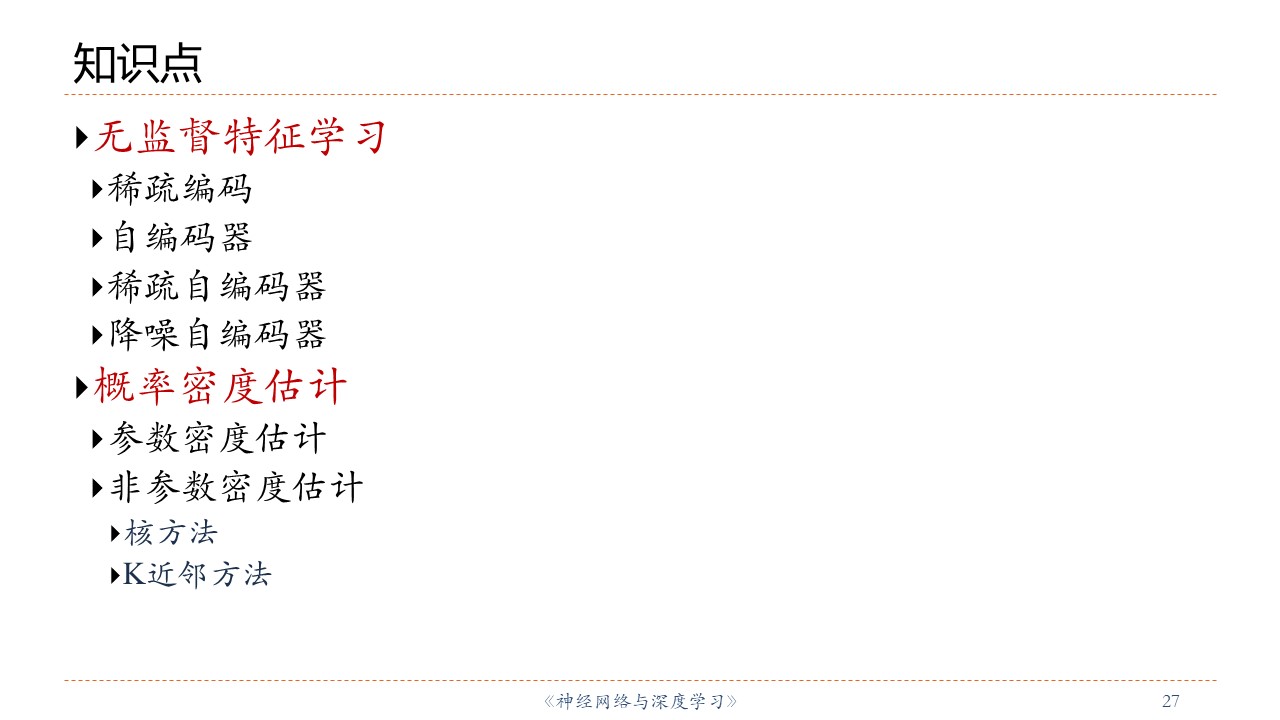 知识点
无监督特征学习
稀疏编码
自编码器
稀疏自编码器
降噪自编码器
概率密度估计
参数密度估计
非参数密度估计
核方法
K近邻方法
《神经网络与深度学习》
27